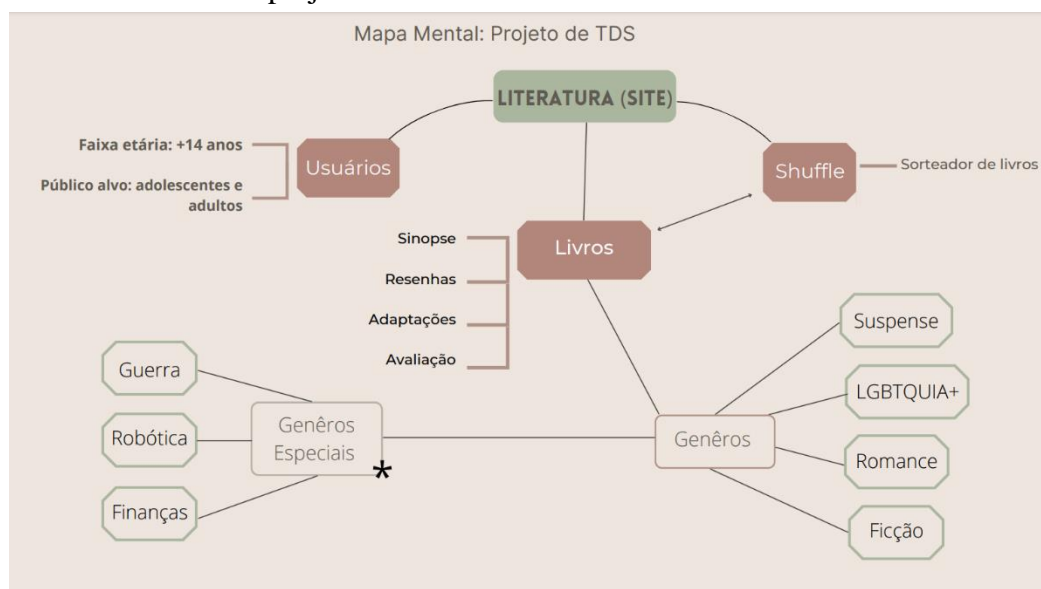 Mapa Mental: Projeto de TDS
LITERATURA (SITE)
Faixa etária: +14 anos
Público alvo: adolescentes e
adultos
Usuários
Shuffle
Sorteador de livros
Livros
Sinopse
Resenhas
Adaptações
Avaliação
Guerra
Robótica
Finanças
Genêros
Especiais
*
Genêros
Suspense
LGBTQUIA+
Romance
Ficção